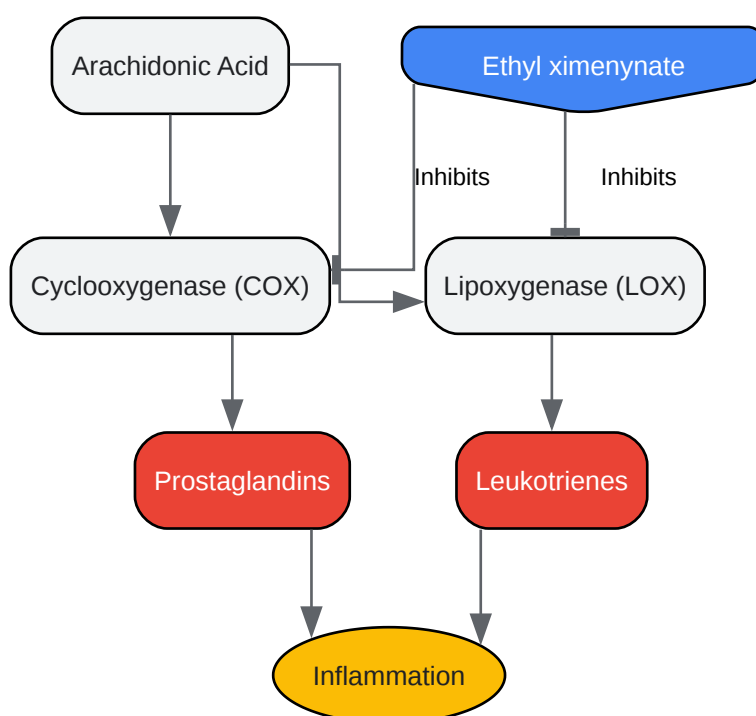 Arachidonic Acid
Ethyl ximenynate
Inhibits
Inhibits
Cyclooxygenase (COX)
Lipoxygenase (LOX)
Prostaglandins
Leukotrienes
Inflammation